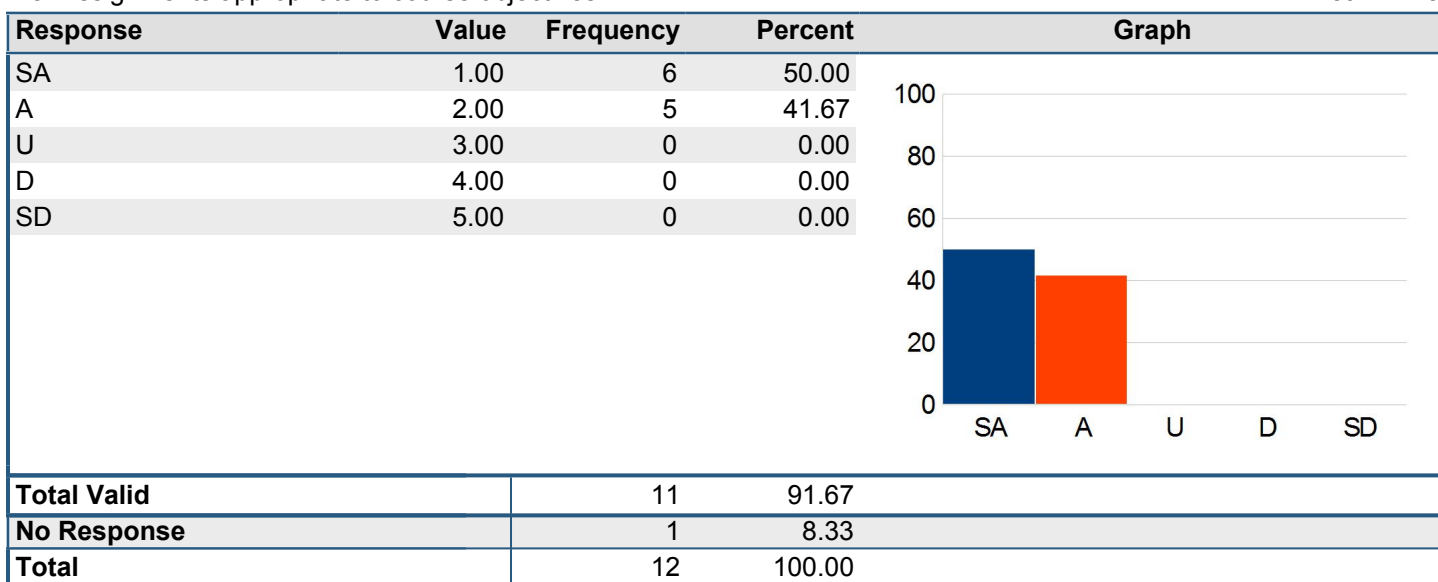 Response Value Frequency Percent Graph
SA 1.00 6 50.00
A 2.00 5 41.67
U 3.00 0 0.00
D 4.00 0 0.00
SD 5.00 0 0.00
100
80
60
40
20
0
SA A U D SD
Total Valid 11 91.67
No Response 1 8.33
Total 12 100.00